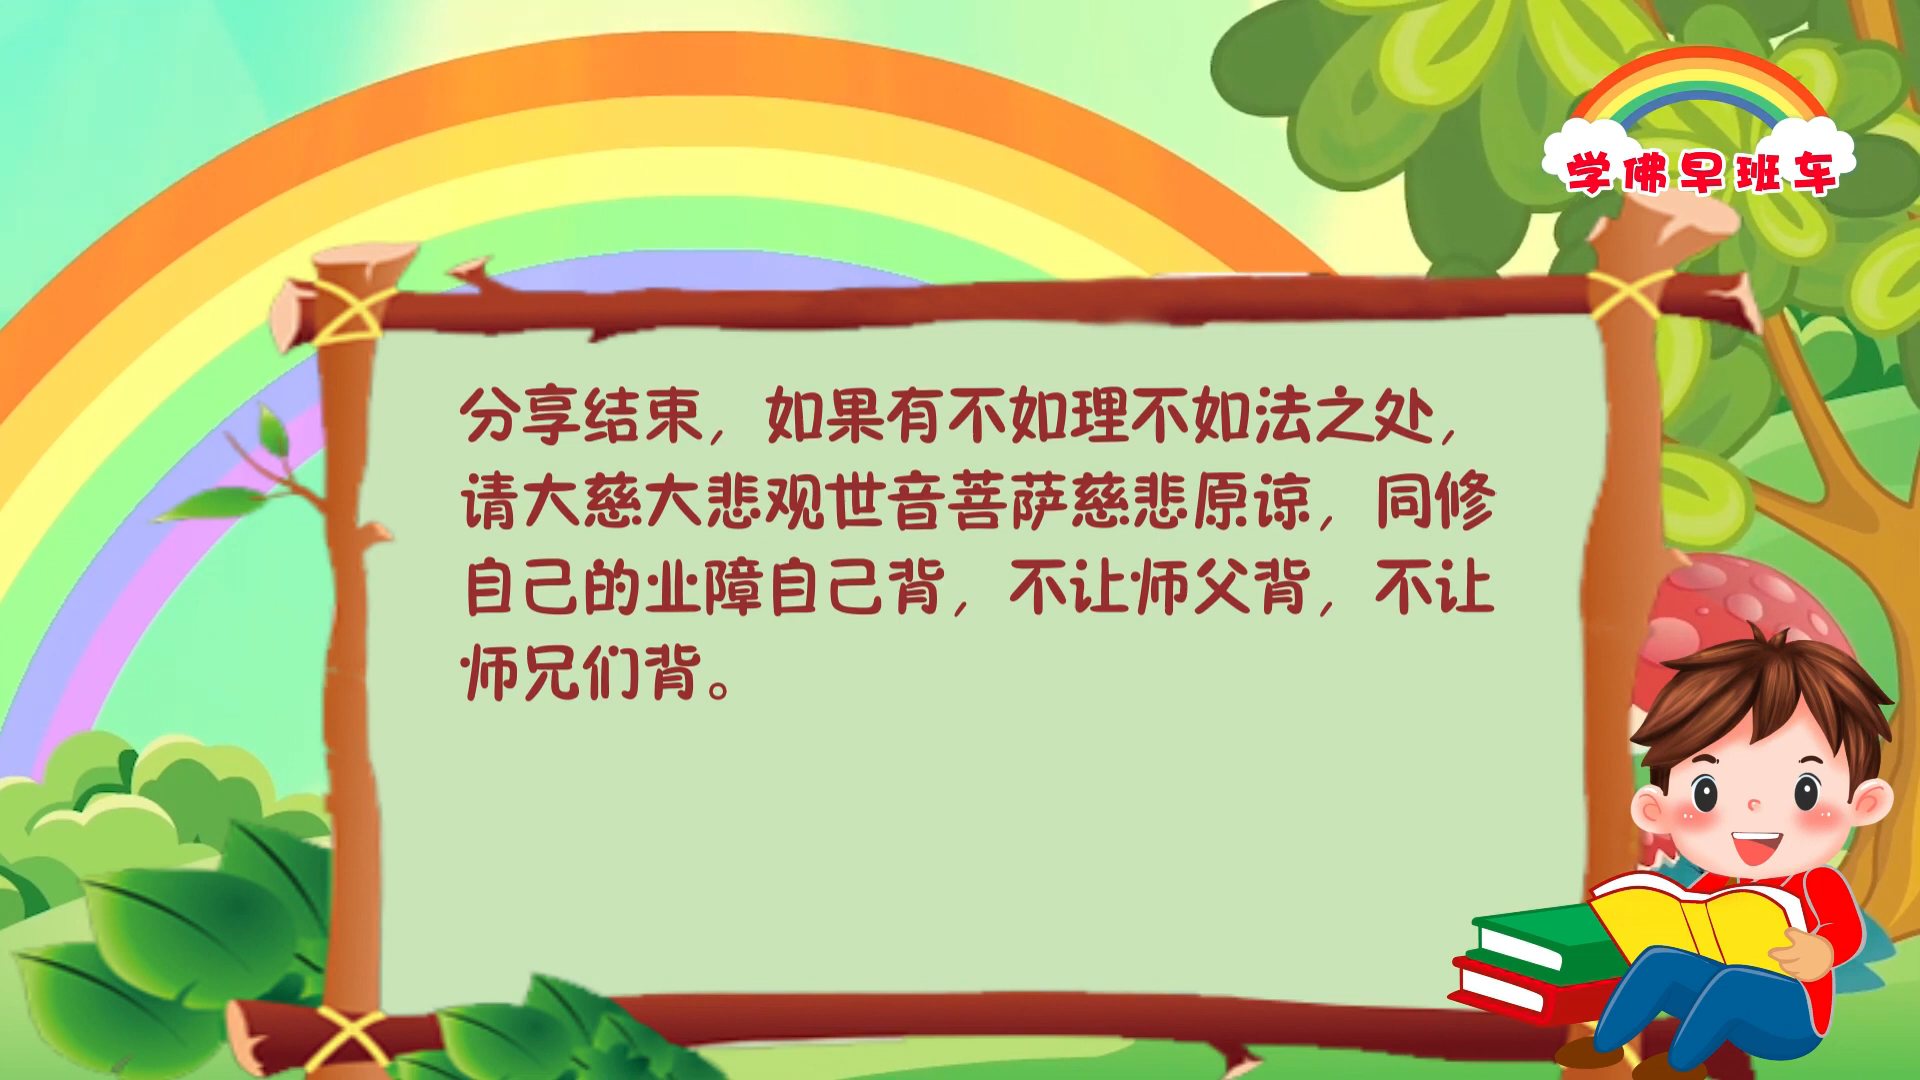 学佛早班车
分享结束，如果有不如理不如法之处，
请大慈大悲观世音菩萨慈悲原谅，同修
自己的业障自己背，不让师父背，不让
师兄们背。